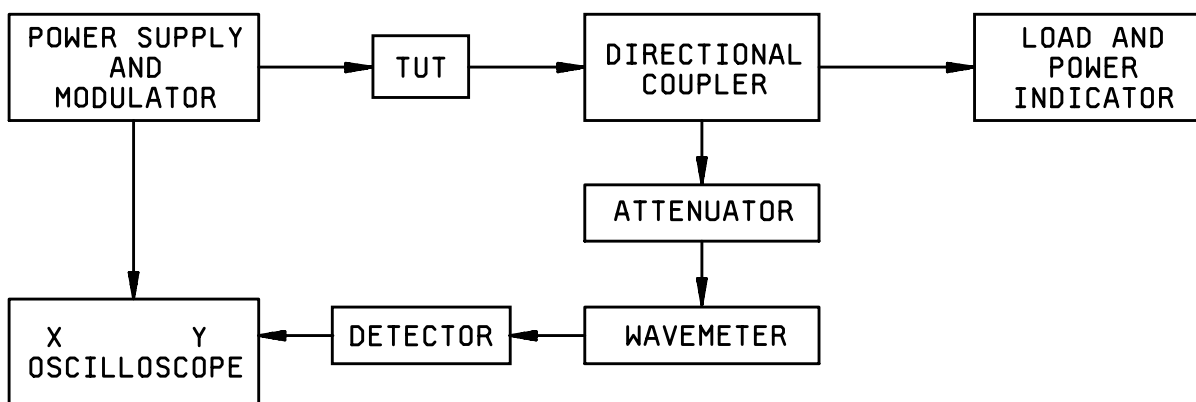 POWER SUPPLY
AND
MODULATOR
TUT
DIRECTIONAL
COUPLER
LOAD AND
POWER
INDICATOR
ATTENUATOR
X Y
OSCILLOSCOPE
DETECTOR
WAVEMETER